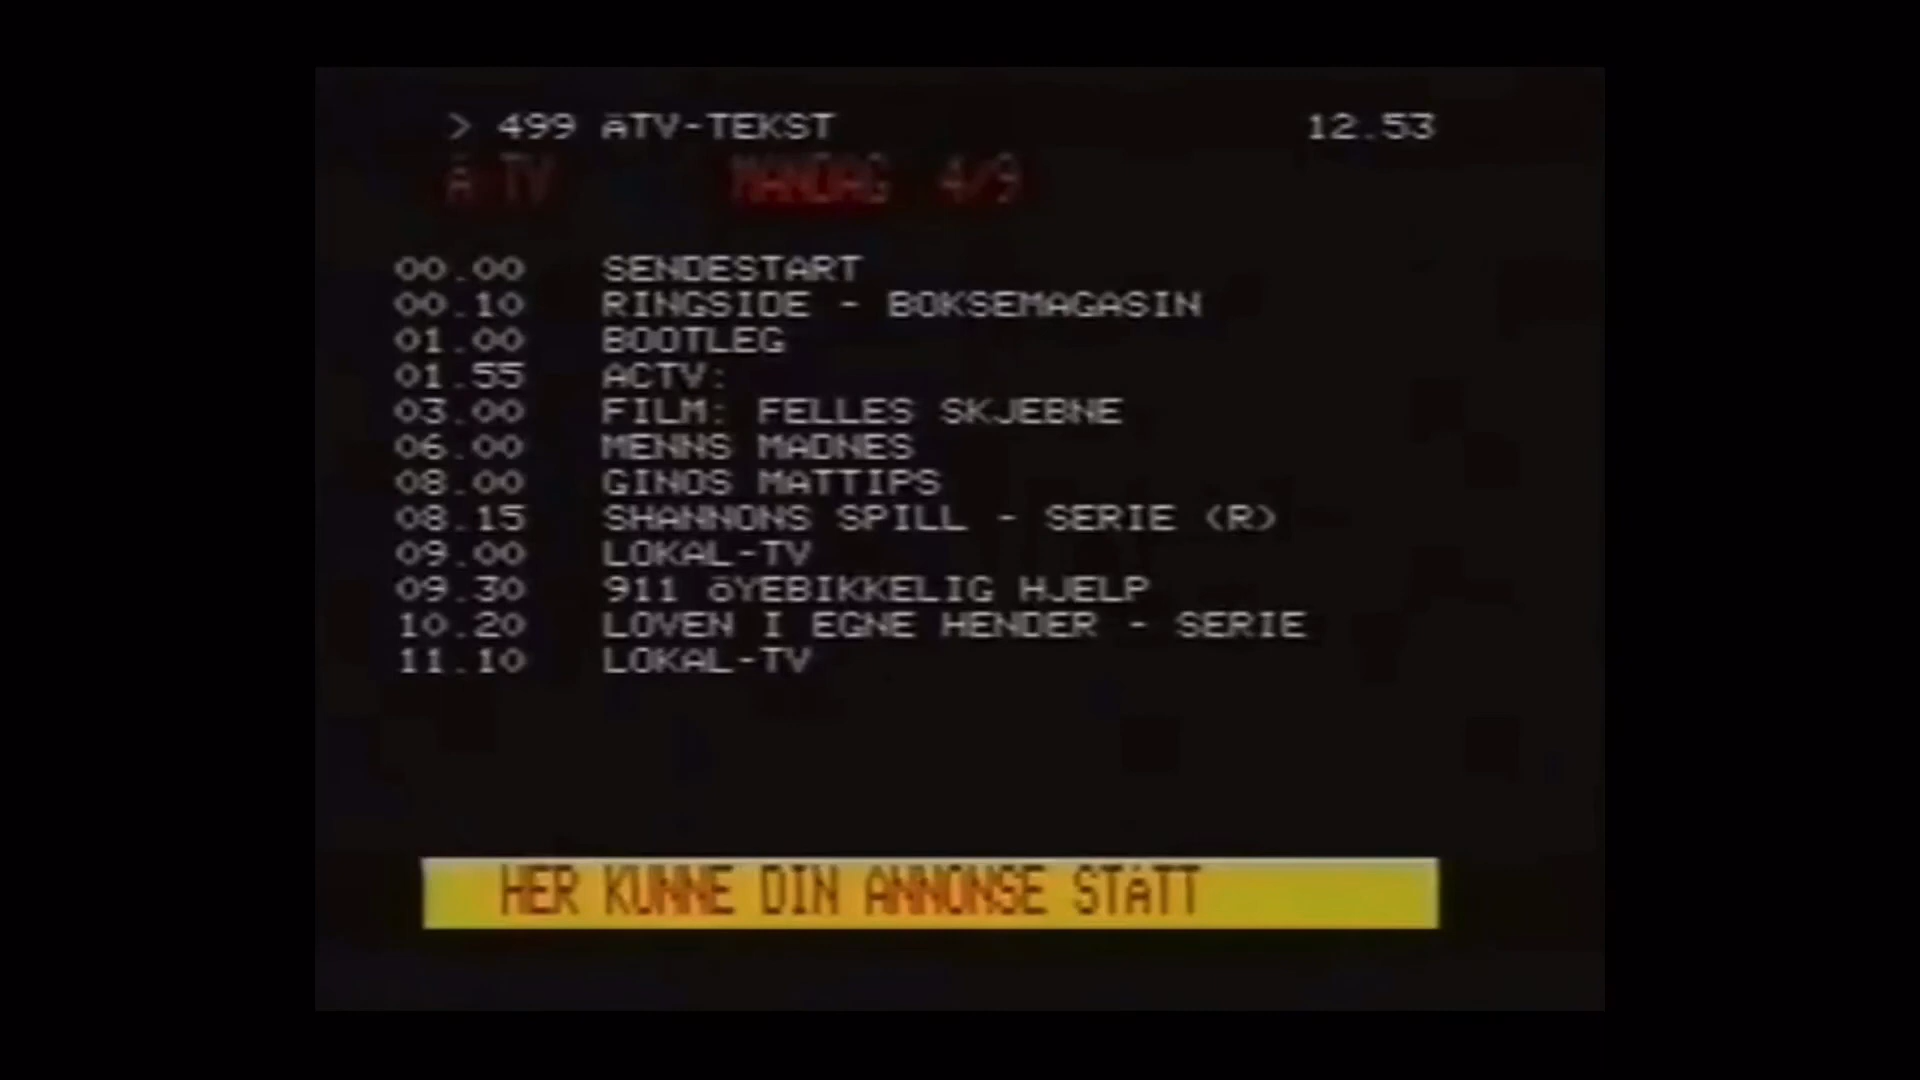 > 499 åTV-TEKST 12.53
å TV MANDAG 4/9
00.00 SENDESTART
00.10 RINGSIDE - BOKSEMAGASIN
01.00 BOOTLEG
01.55 ACTV:
03.00 FILM: FELLES SKJEBNE
06.00 MENNS MADNES
08.00 GINOS MATTIPS
08.15 SHANNONS SPILL - SERIE (R)
09.00 LOKAL-TV
09.30 911 öYEBIKKELIG HJELP
10.20 LOVEN I EGNE HENDER - SERIE
11.10 LOKAL-TV
HER KUNNE DIN ANNONSE STåTT